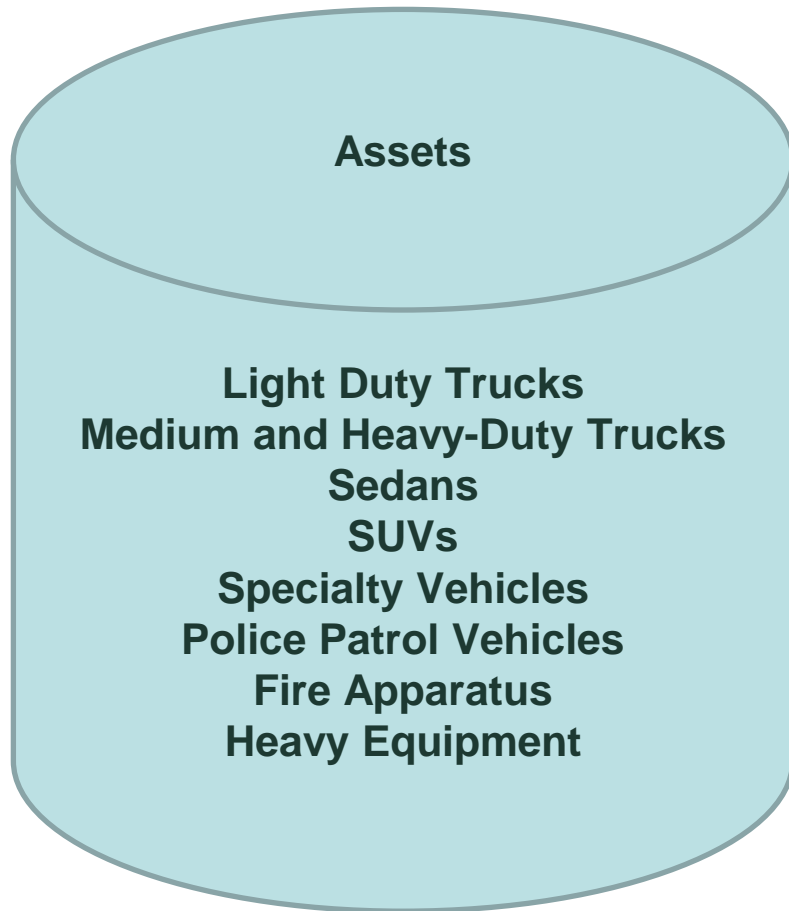 Assets
Light Duty Trucks
Medium and Heavy-Duty Trucks
Sedans
SUVs
Specialty Vehicles
Police Patrol Vehicles
Fire Apparatus
Heavy Equipment